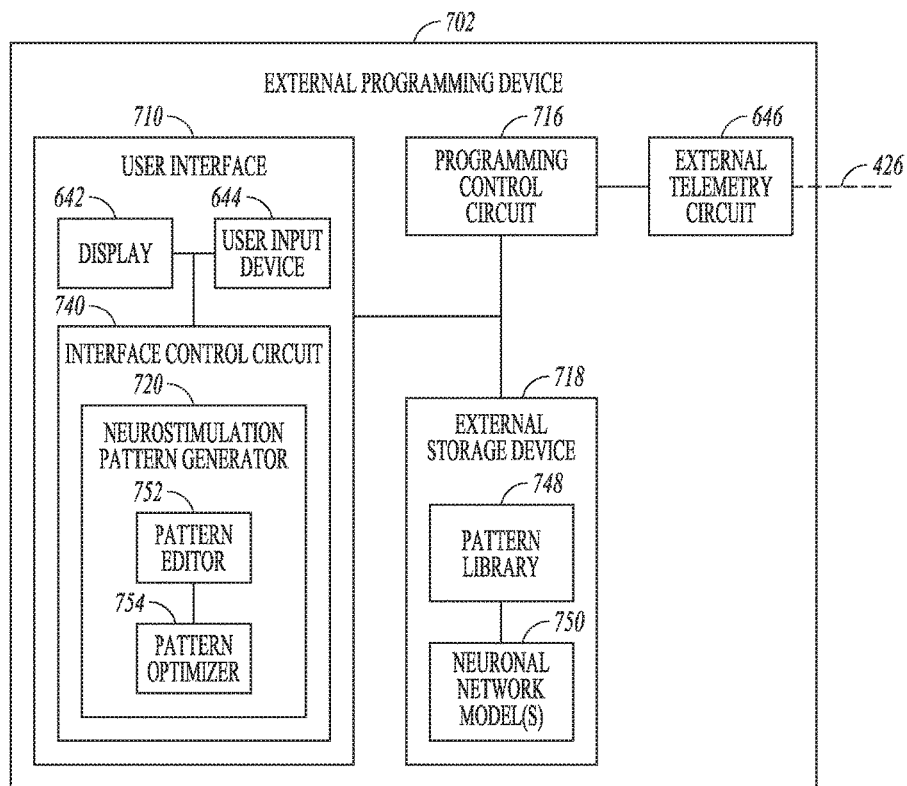 702
EXTERNAL PROGRAMMING DEVICE
710
USER INTERFACE
642
DISPLAY
644
USER INPUT
DEVICE
740
INTERFACE CONTROL CIRCUIT
720
NEUROSTIMULATION
PATTERN GENERATOR
752
PATTERN
EDITOR
754
PATTERN
OPTIMIZER
716
PROGRAMMING
CONTROL
CIRCUIT
646
EXTERNAL
TELEMETRY
CIRCUIT
426
718
EXTERNAL
STORAGE DEVICE
748
PATTERN
LIBRARY
750
NEURONAL
NETWORK
MODEL(S)